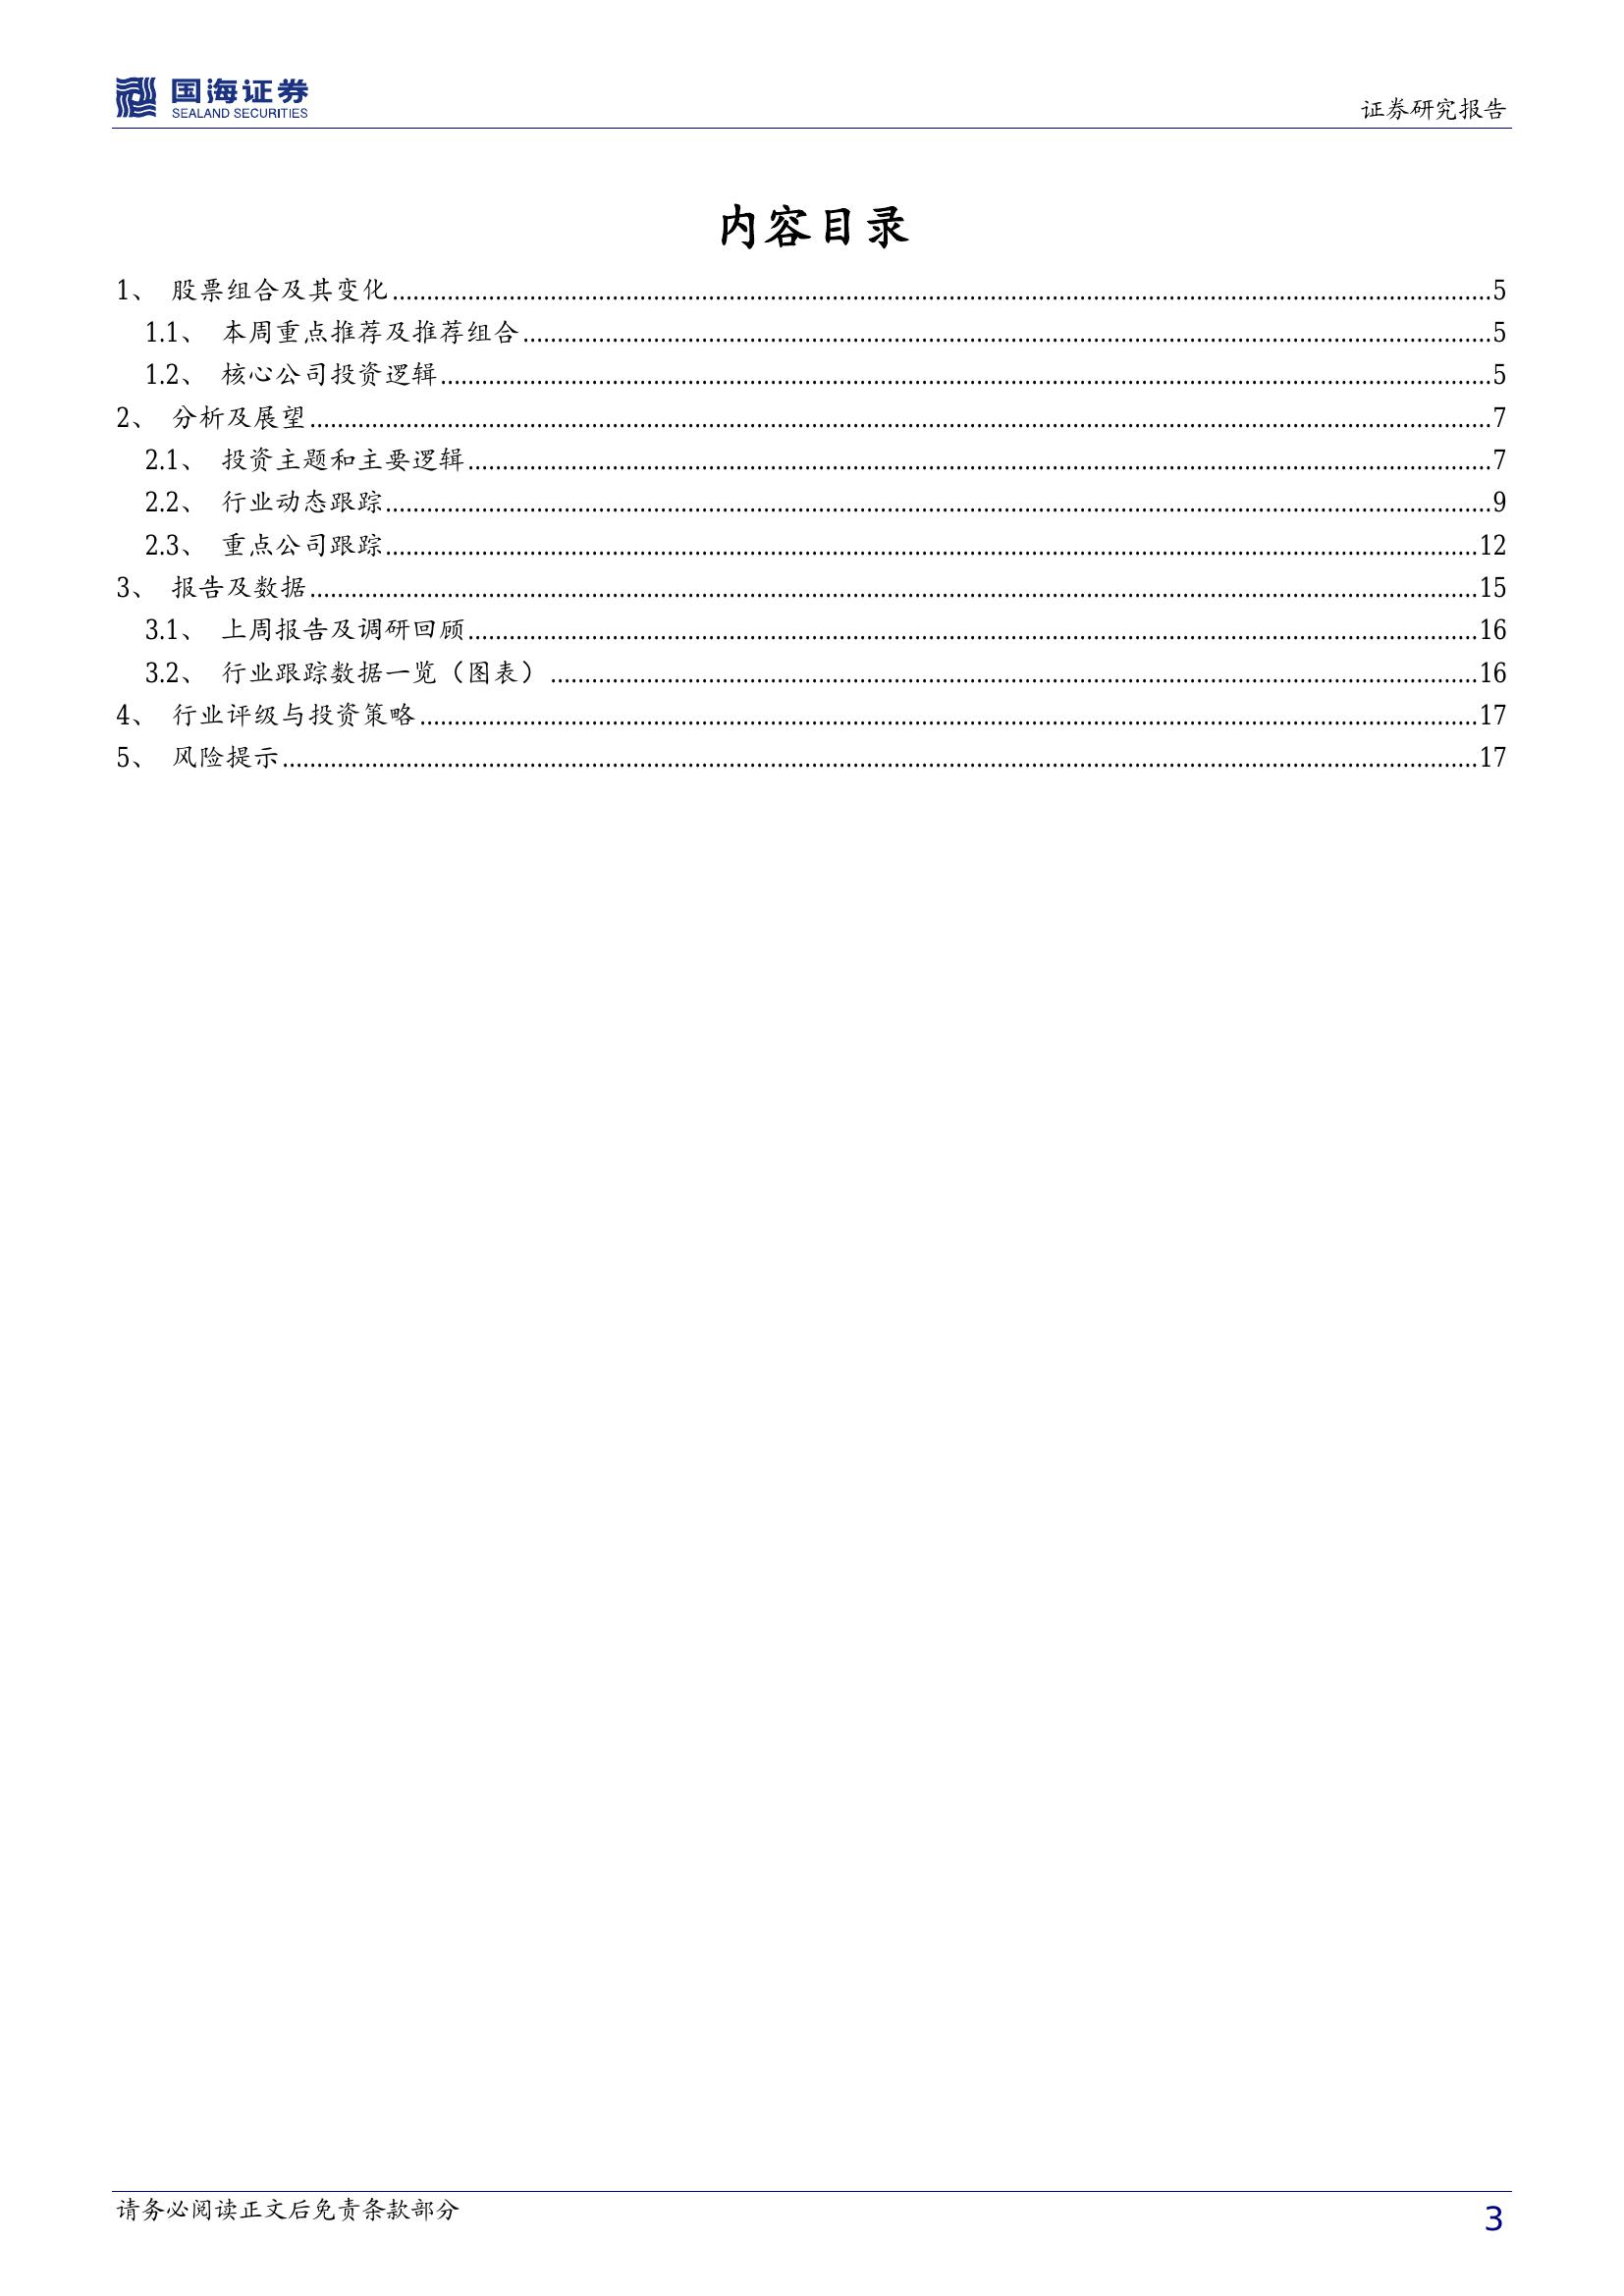 国海证券
SEALAND SECURITIES
证券研究报告
内容目录
1、 股票组合及其变化 5
1.1、 本周重点推荐及推荐组合 5
1.2、 核心公司投资逻辑 5
2、 分析及展望 7
2.1、 投资主题和主要逻辑 7
2.2、 行业动态跟踪 9
2.3、 重点公司跟踪 12
3、 报告及数据 15
3.1、 上周报告及调研回顾 16
3.2、 行业跟踪数据一览（图表） 16
4、 行业评级与投资策略 17
5、 风险提示 17
请务必阅读正文后免责条款部分
3